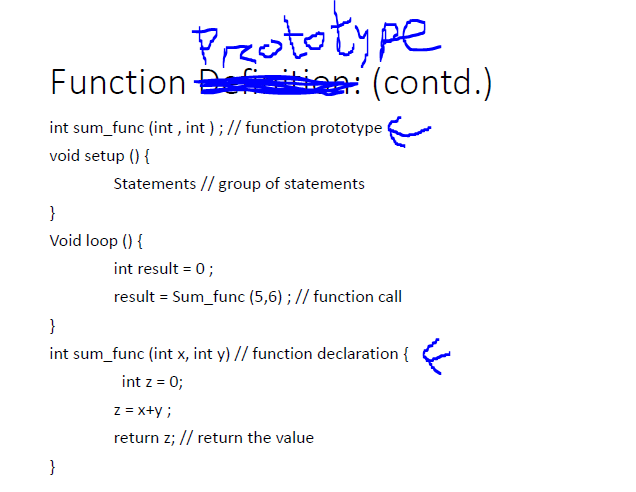 Prototype
Function Definition: (contd.)
int sum_func (int , int ) ; // function prototype
void setup () {
Statements // group of statements
}
Void loop () {
int result = 0 ;
result = Sum_func (5,6) ; // function call
}
int sum_func (int x, int y) // function declaration {
int z = 0;
z = x+y ;
return z; // return the value
}